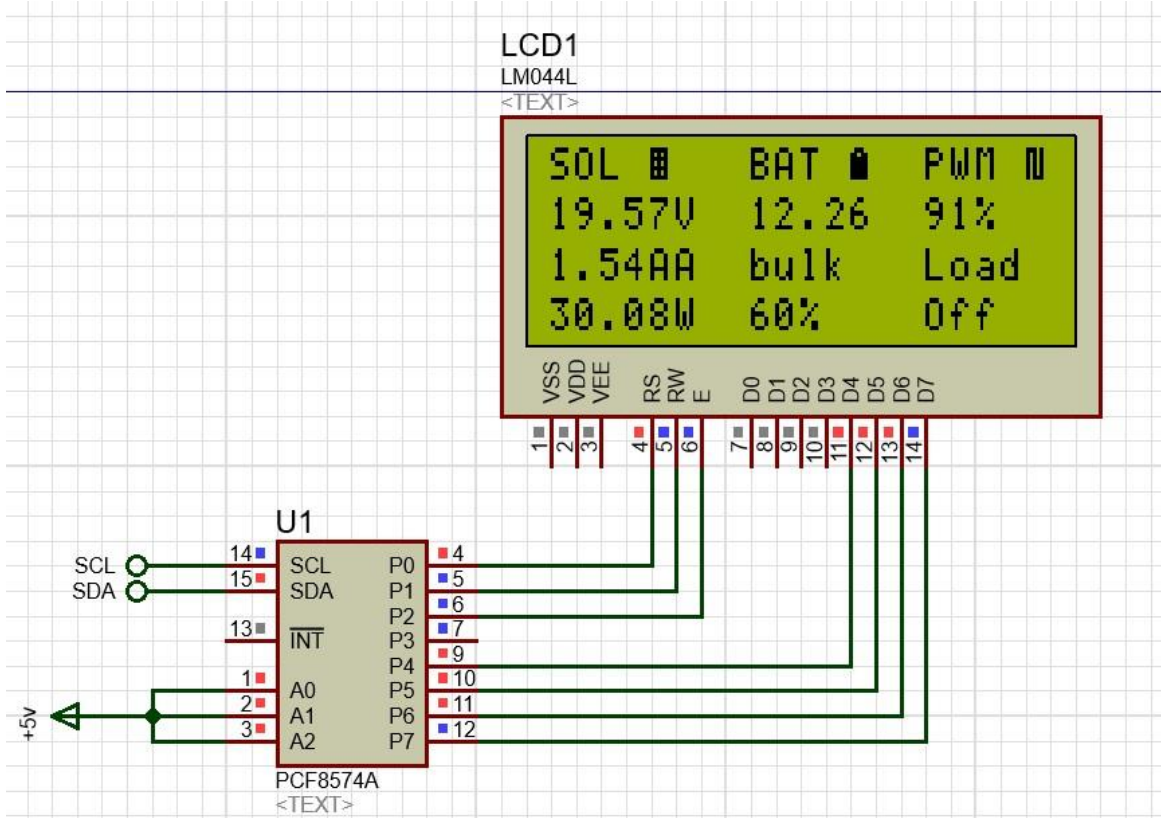 LCD1
LM044L
<TEXT>
SOL BAT PWM
19.57V 12.26 91%
1.54AA bulk Load
30.08W 60% Off
VSS VDD VEE RS RW E D0 D1 D2 D3 D4 D5 D6 D7
1 2 3 4 5 6 7 8 9 10 11 12 13 14
U1
SCL 14 SCL P0 4
SDA 15 SDA P1 5
P2 6
13 INT P3 7
P4 9
1 A0 P5 10
+5v 2 A1 P6 11
3 A2 P7 12
PCF8574A
<TEXT>